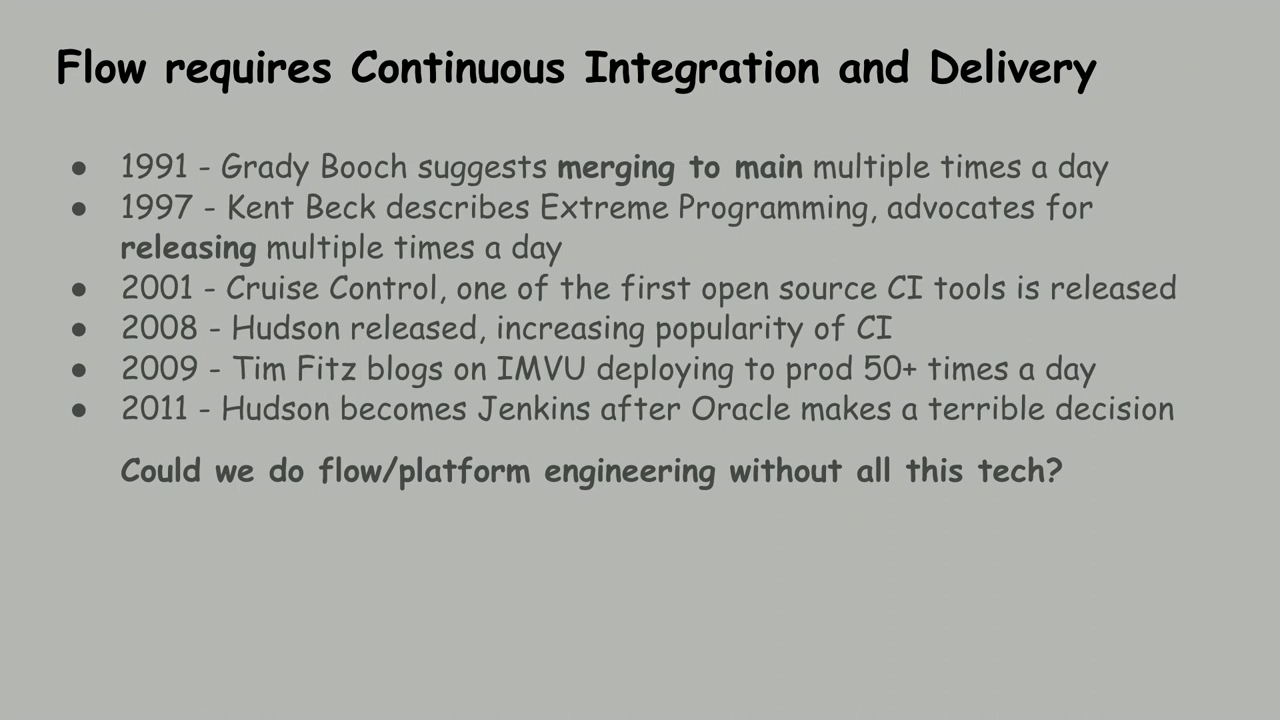 Flow requires Continuous Integration and Delivery
● 1991 - Grady Booch suggests merging to main multiple times a day
● 1997 - Kent Beck describes Extreme Programming, advocates for
releasing multiple times a day
● 2001 - Cruise Control, one of the first open source CI tools is released
● 2008 - Hudson released, increasing popularity of CI
● 2009 - Tim Fitz blogs on IMVU deploying to prod 50+ times a day
● 2011 - Hudson becomes Jenkins after Oracle makes a terrible decision
Could we do flow/platform engineering without all this tech?